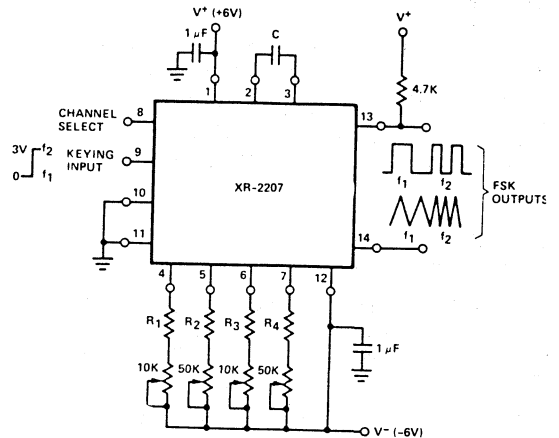 V⁺ (+6V)
1 µF
C
V⁺
1
2
3
4.7K
CHANNEL
SELECT
8
13
3V
f₂
KEYING
INPUT
9
0
f₁
XR-2207
f₁
f₂
FSK
OUTPUTS
10
11
14
f₁
f₂
4
5
6
7
12
R₁
R₂
R₃
R₄
10K
50K
10K
50K
1 µF
V⁻ (-6V)